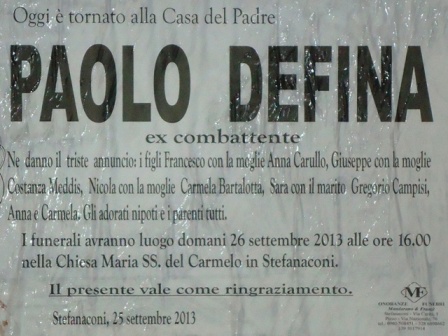 Oggi è tornato alla Casa del Padre
PAOLO DEFINA
ex combattente
Ne danno il triste annuncio: i figli Francesco con la moglie Anna Carullo, Giuseppe con la moglie
Costanza Meddis, Nicola con la moglie Carmela Bartalotta, Sara con il marito Gregorio Campisi,
Anna e Carmela. Gli adorati nipoti e i parenti tutti.
I funerali avranno luogo domani 26 settembre 2013 alle ore 16.00
nella Chiesa Maria SS. del Carmelo in Stefanaconi.
Il presente vale come ringraziamento.
Stefanaconi, 25 settembre 2013
MF
ONORANZE FUNEBRI